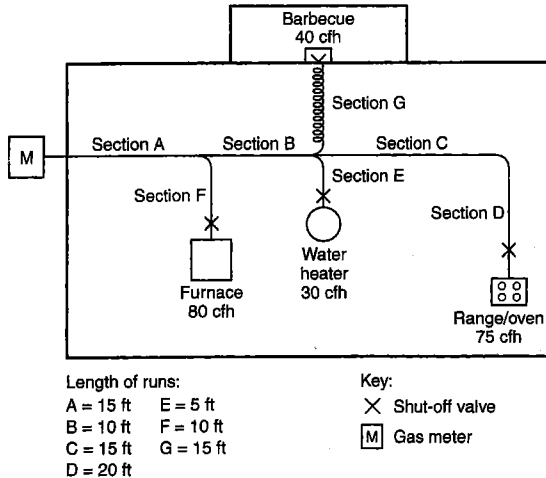 Barbecue
40 cfh
Section G
Section A
Section B
Section C
M
Section E
Section F
Section D
Water
heater
30 cfh
Furnace
80 cfh
Range/oven
75 cfh
Length of runs:
A = 15 ft E = 5 ft
B = 10 ft F = 10 ft
C = 15 ft G = 15 ft
D = 20 ft
Key:
Shut-off valve
M Gas meter